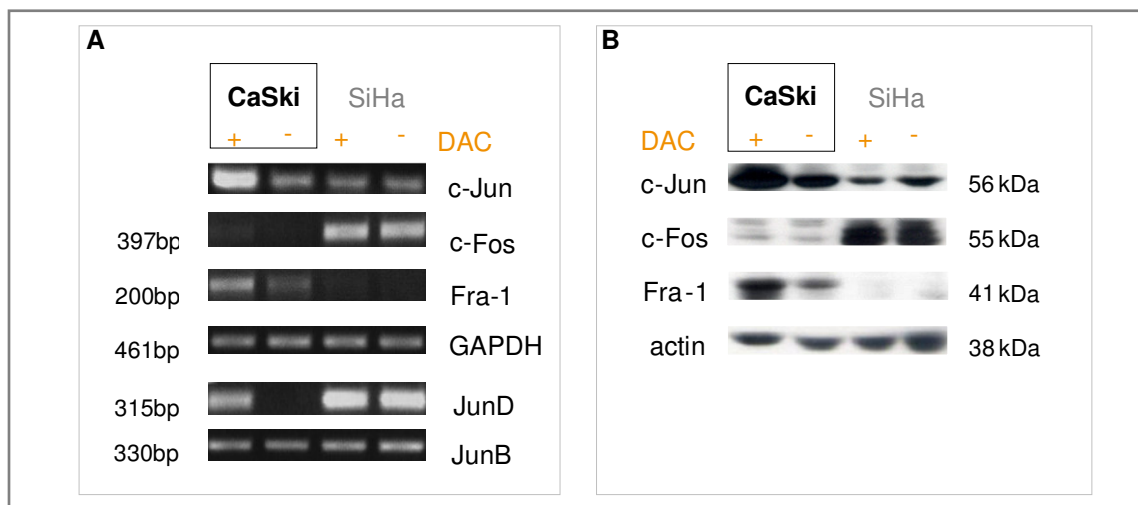 A
CaSki SiHa
+ - + - DAC
c-Jun
397bp c-Fos
200bp Fra-1
461bp GAPDH
315bp JunD
330bp JunB
B
CaSki SiHa
DAC + - + -
c-Jun 56 kDa
c-Fos 55 kDa
Fra-1 41 kDa
actin 38 kDa